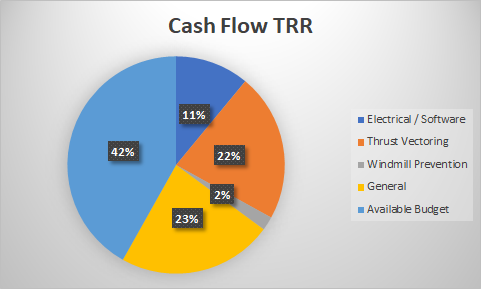 Cash Flow TRR
11%
22%
2%
23%
42%
Electrical / Software
Thrust Vectoring
Windmill Prevention
General
Available Budget